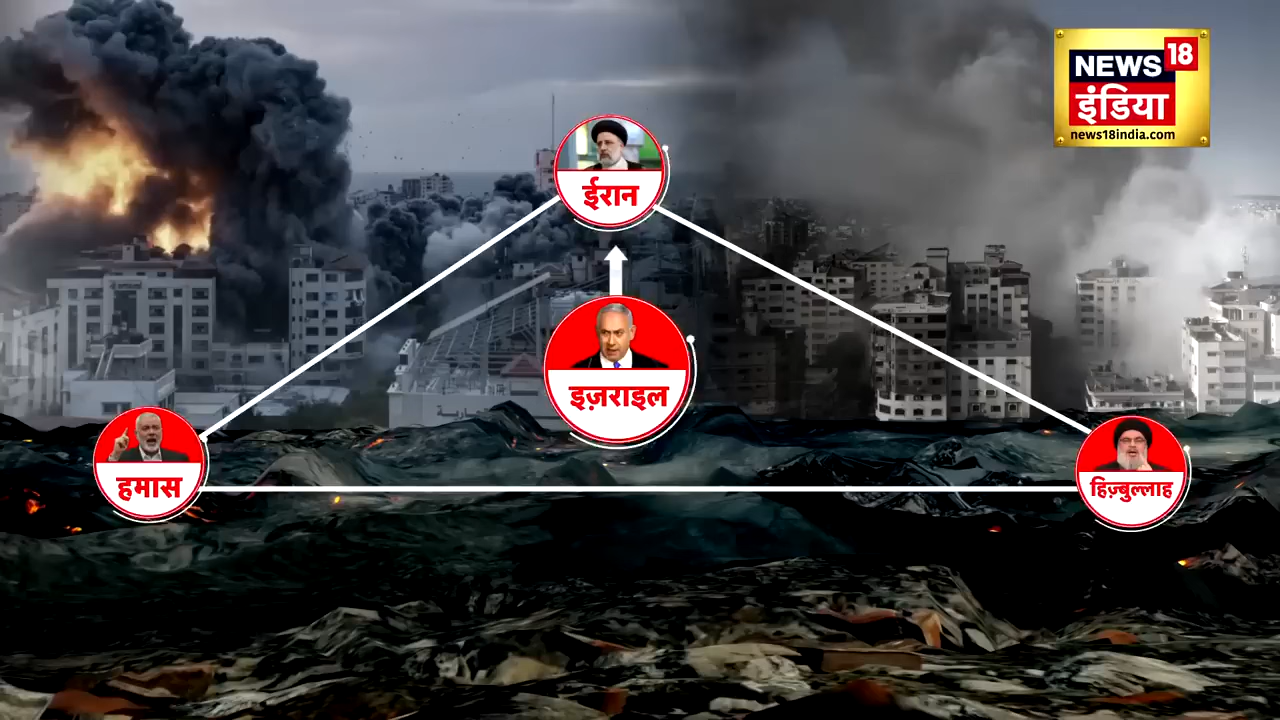 NEWS 18
इंडिया
news18india.com
ईरान
इज़राइल
हमास
हिज़्बुल्लाह